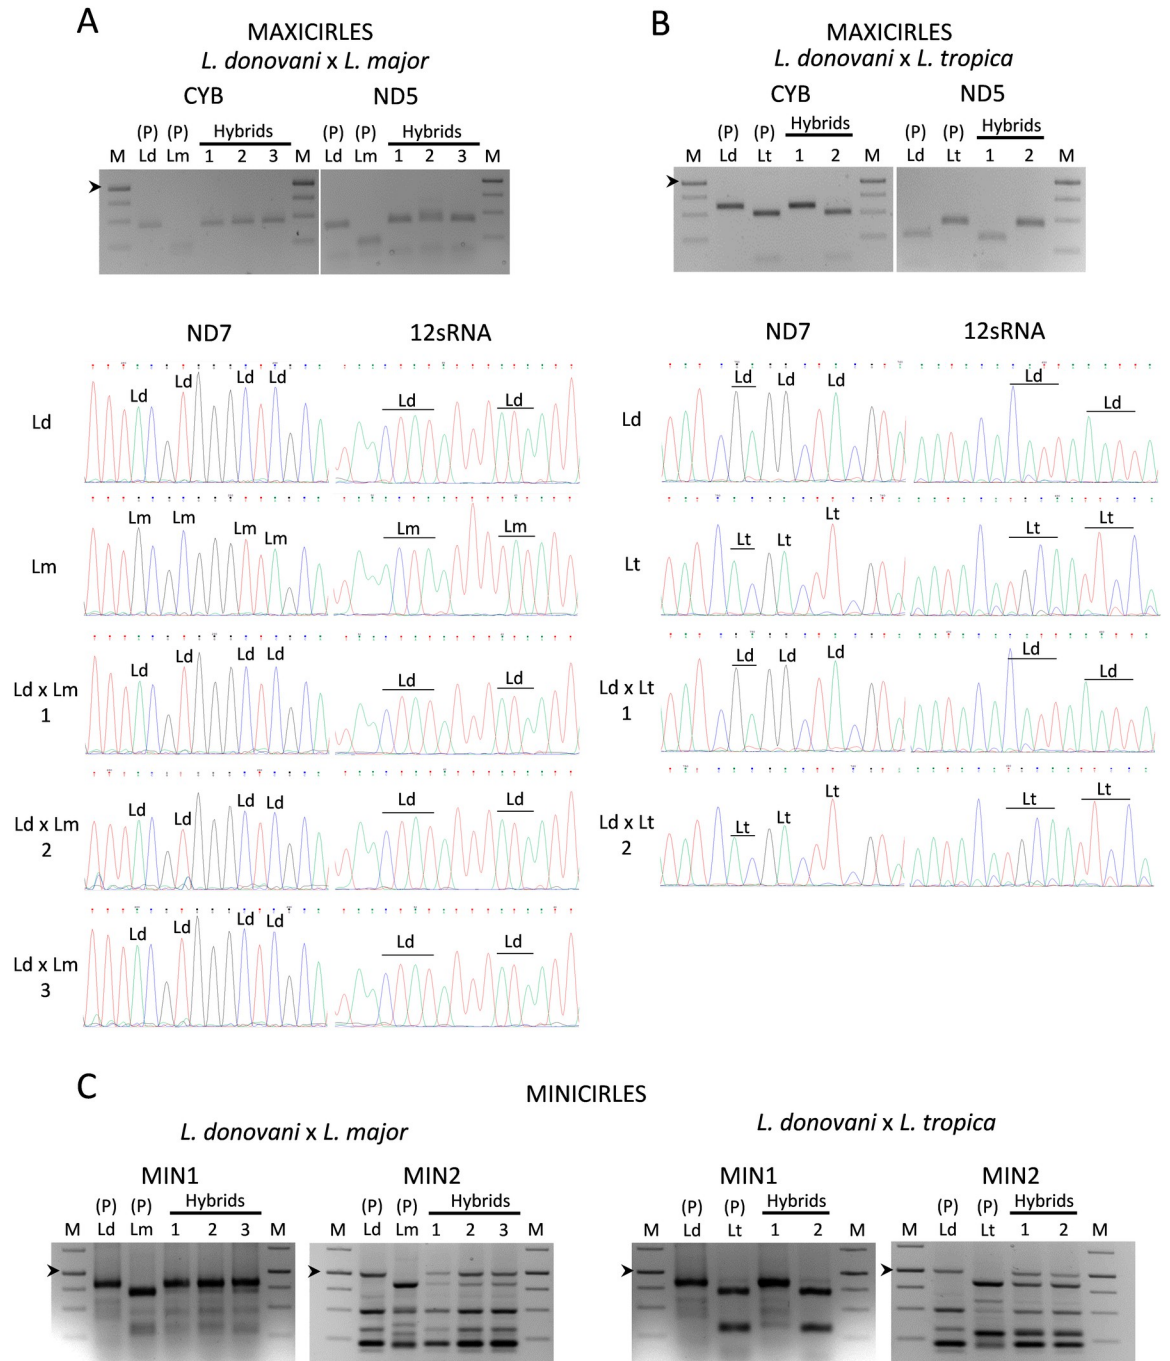 A
MAXICIRLES
L. donovani x L. major
CYB ND5
(P) (P) Hybrids (P) (P) Hybrids
M Ld Lm 1 2 3 M Ld Lm 1 2 3 M
ND7 12sRNA
Ld Ld Ld Ld Ld Ld Ld
Lm Lm Lm Lm Lm Lm Lm
Ld x Lm 1 Ld Ld Ld Ld Ld Ld
Ld x Lm 2 Ld Ld Ld Ld Ld Ld
Ld x Lm 3 Ld Ld Ld Ld Ld Ld
B
MAXICIRLES
L. donovani x L. tropica
CYB ND5
(P) (P) Hybrids (P) (P) Hybrids
M Ld Lt 1 2 M Ld Lt 1 2 M
ND7 12sRNA
Ld Ld Ld Ld Ld Ld
Lt Lt Lt Lt Lt Lt
Ld x Lt 1 Ld Ld Ld Ld Ld
Ld x Lt 2 Lt Lt Lt Lt Lt
C
MINICIRLES
L. donovani x L. major
MIN1 MIN2
(P) (P) Hybrids (P) (P) Hybrids
M Ld Lm 1 2 3 M M Ld Lm 1 2 3 M
L. donovani x L. tropica
MIN1 MIN2
(P) (P) Hybrids (P) (P) Hybrids
M Ld Lt 1 2 M M Ld Lt 1 2 M